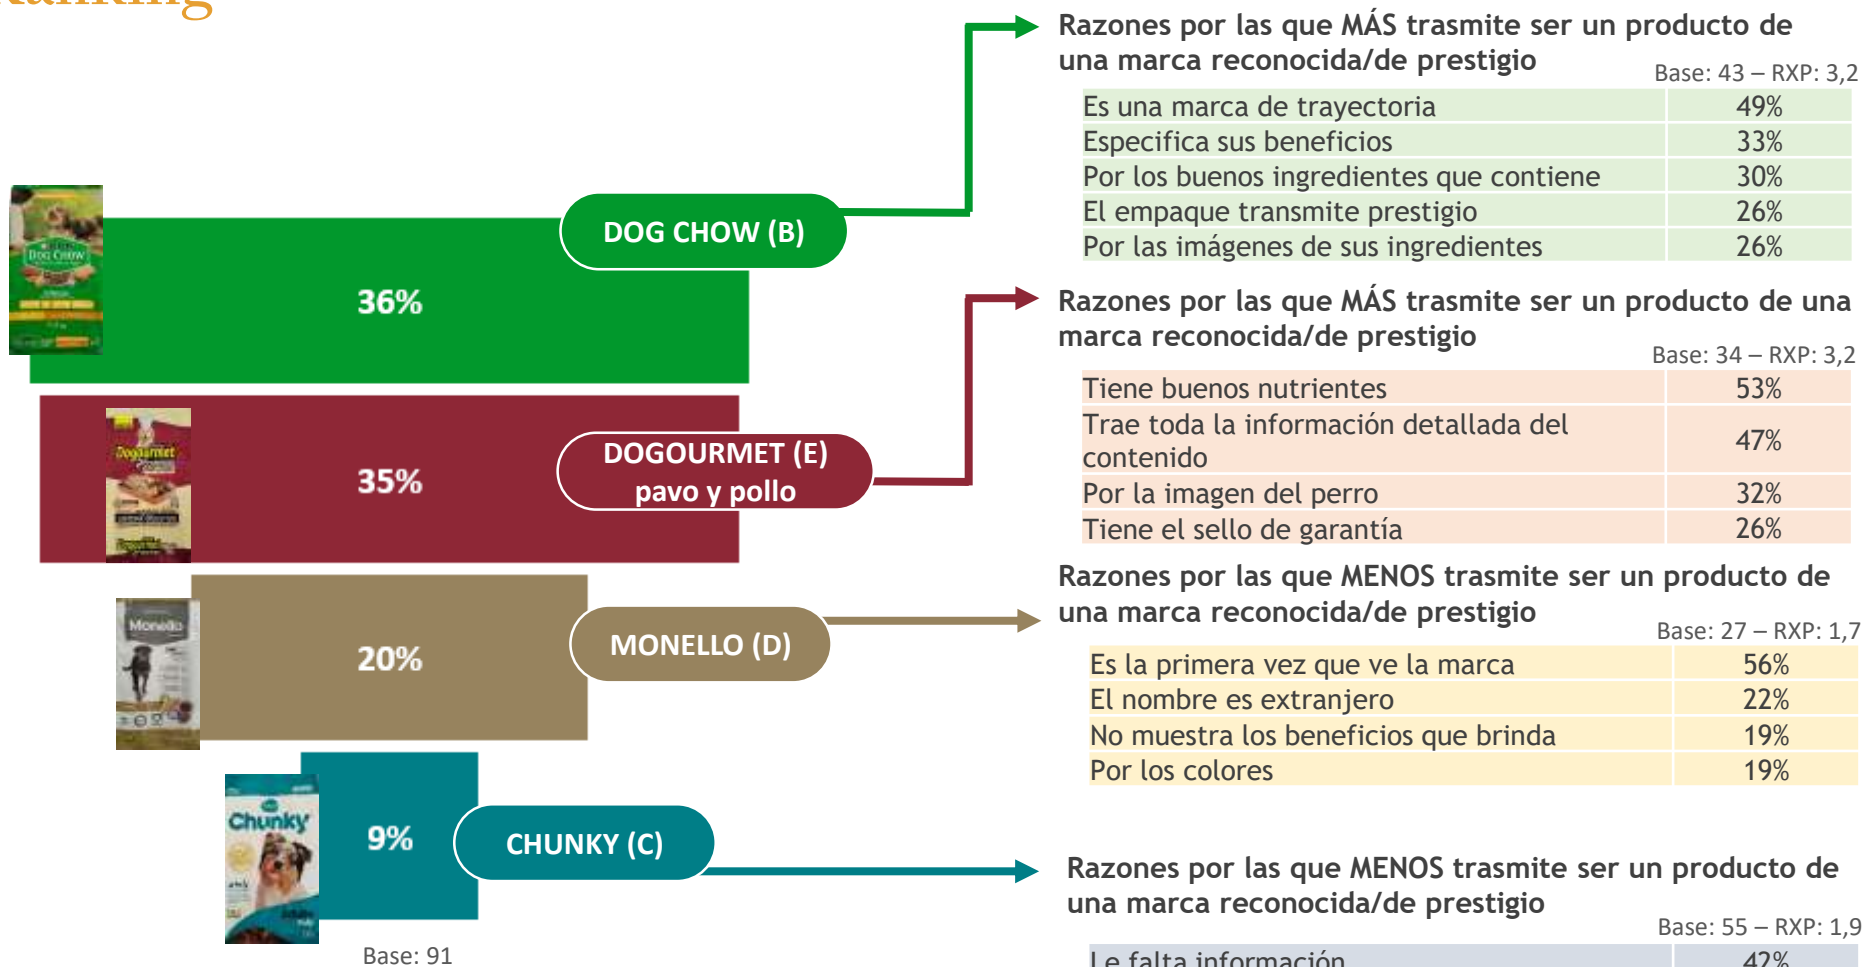 Ranking
Razones por las que MÁS trasmite ser un producto de
una marca reconocida/de prestigio
Base: 43 – RXP: 3,2
Es una marca de trayectoria 49%
Especifica sus beneficios 33%
Por los buenos ingredientes que contiene 30%
El empaque transmite prestigio 26%
Por las imágenes de sus ingredientes 26%
DOG CHOW
DOG CHOW (B)
36%
Razones por las que MÁS trasmite ser un producto de una
marca reconocida/de prestigio
Base: 34 – RXP: 3,2
Tiene buenos nutrientes 53%
Trae toda la información detallada del
contenido 47%
Por la imagen del perro 32%
Tiene el sello de garantía 26%
Dogourmet
DOGOURMET (E)
pavo y pollo
35%
Razones por las que MENOS trasmite ser un producto de
una marca reconocida/de prestigio
Base: 27 – RXP: 1,7
Es la primera vez que ve la marca 56%
El nombre es extranjero 22%
No muestra los beneficios que brinda 19%
Por los colores 19%
Monello
MONELLO (D)
20%
Chunky
9%
CHUNKY (C)
Razones por las que MENOS trasmite ser un producto de
una marca reconocida/de prestigio
Base: 55 – RXP: 1,9
Le falta información 42%
Base: 91